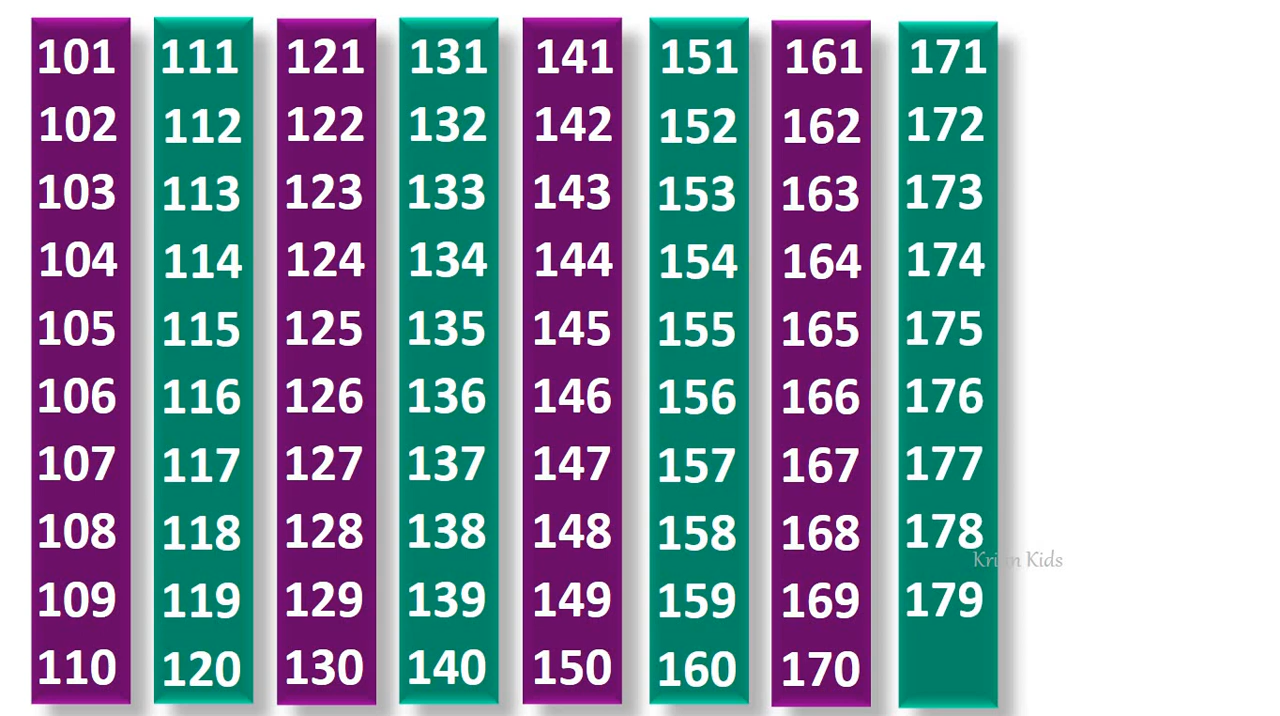 101 111 121 131 141 151 161 171
102 112 122 132 142 152 162 172
103 113 123 133 143 153 163 173
104 114 124 134 144 154 164 174
105 115 125 135 145 155 165 175
106 116 126 136 146 156 166 176
107 117 127 137 147 157 167 177
108 118 128 138 148 158 168 178
Kids
109 119 129 139 149 159 169 179
110 120 130 140 150 160 170